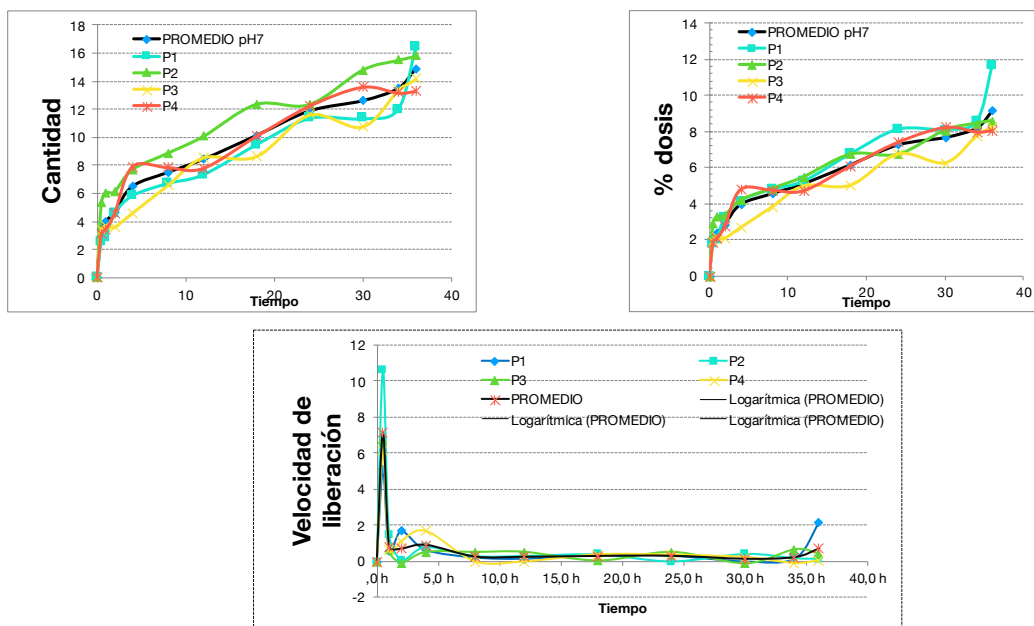 18
16
14
12
10
8
6
4
2
0
Cantidad
PROMEDIO pH7
P1
P2
P3
P4
0 10 20 30 40
Tiempo
14
12
10
8
6
4
2
0
% dosis
PROMEDIO pH7
P1
P2
P3
P4
0 10 20 30 40
Tiempo
12
10
8
6
4
2
0
-2
Velocidad de
liberación
P1 P2
P3 P4
PROMEDIO Logarítmica (PROMEDIO)
Logarítmica (PROMEDIO) Logarítmica (PROMEDIO)
,0 h 5,0 h 10,0 h 15,0 h 20,0 h 25,0 h 30,0 h 35,0 h 40,0 h
Tiempo